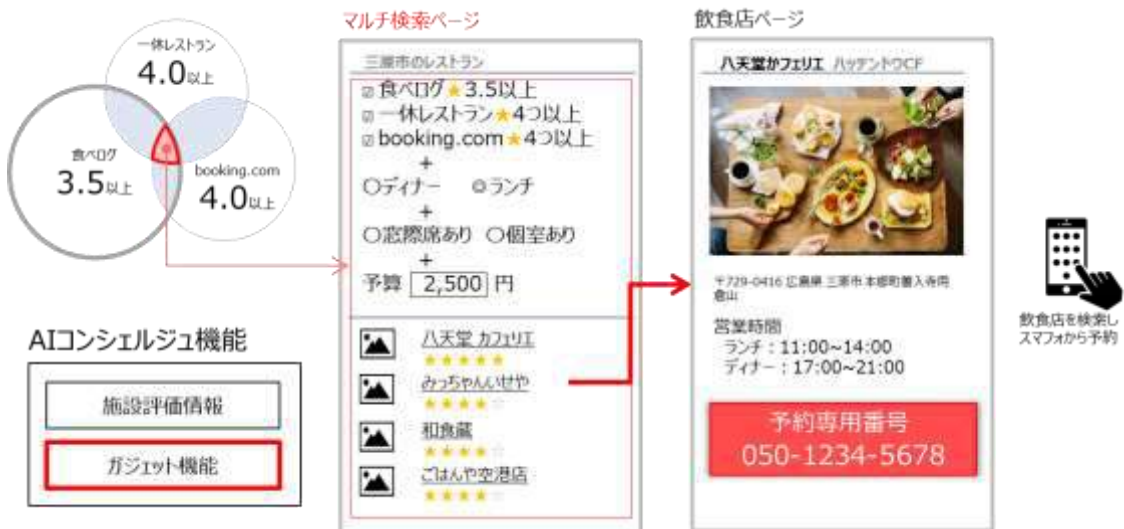 一休レストラン
4.0以上
食べログ
3.5以上
booking.com
4.0以上
AIコンシェルジュ機能
施設評価情報
ガジェット機能
マルチ検索ページ
三原市のレストラン
☑食べログ★3.5以上
☑一休レストラン★4つ以上
☑booking.com★4つ以上
+
○ディナー ◎ランチ
+
○窓際席あり ○個室あり
+
予算 2,500 円
八天堂 カフェリエ
★★★★★
みっちゃんいせや
★★★★☆
和食蔵
★★★★☆
ごはんや空港店
★★★★☆
飲食店ページ
八天堂かフェリエ ハッテンドウCF
〒729-0416 広島県 三原市 本郷町善入寺用
倉山
営業時間
ランチ：11:00~14:00
ディナー：17:00~21:00
予約専用番号
050-1234-5678
飲食店を検索し
スマフォから予約